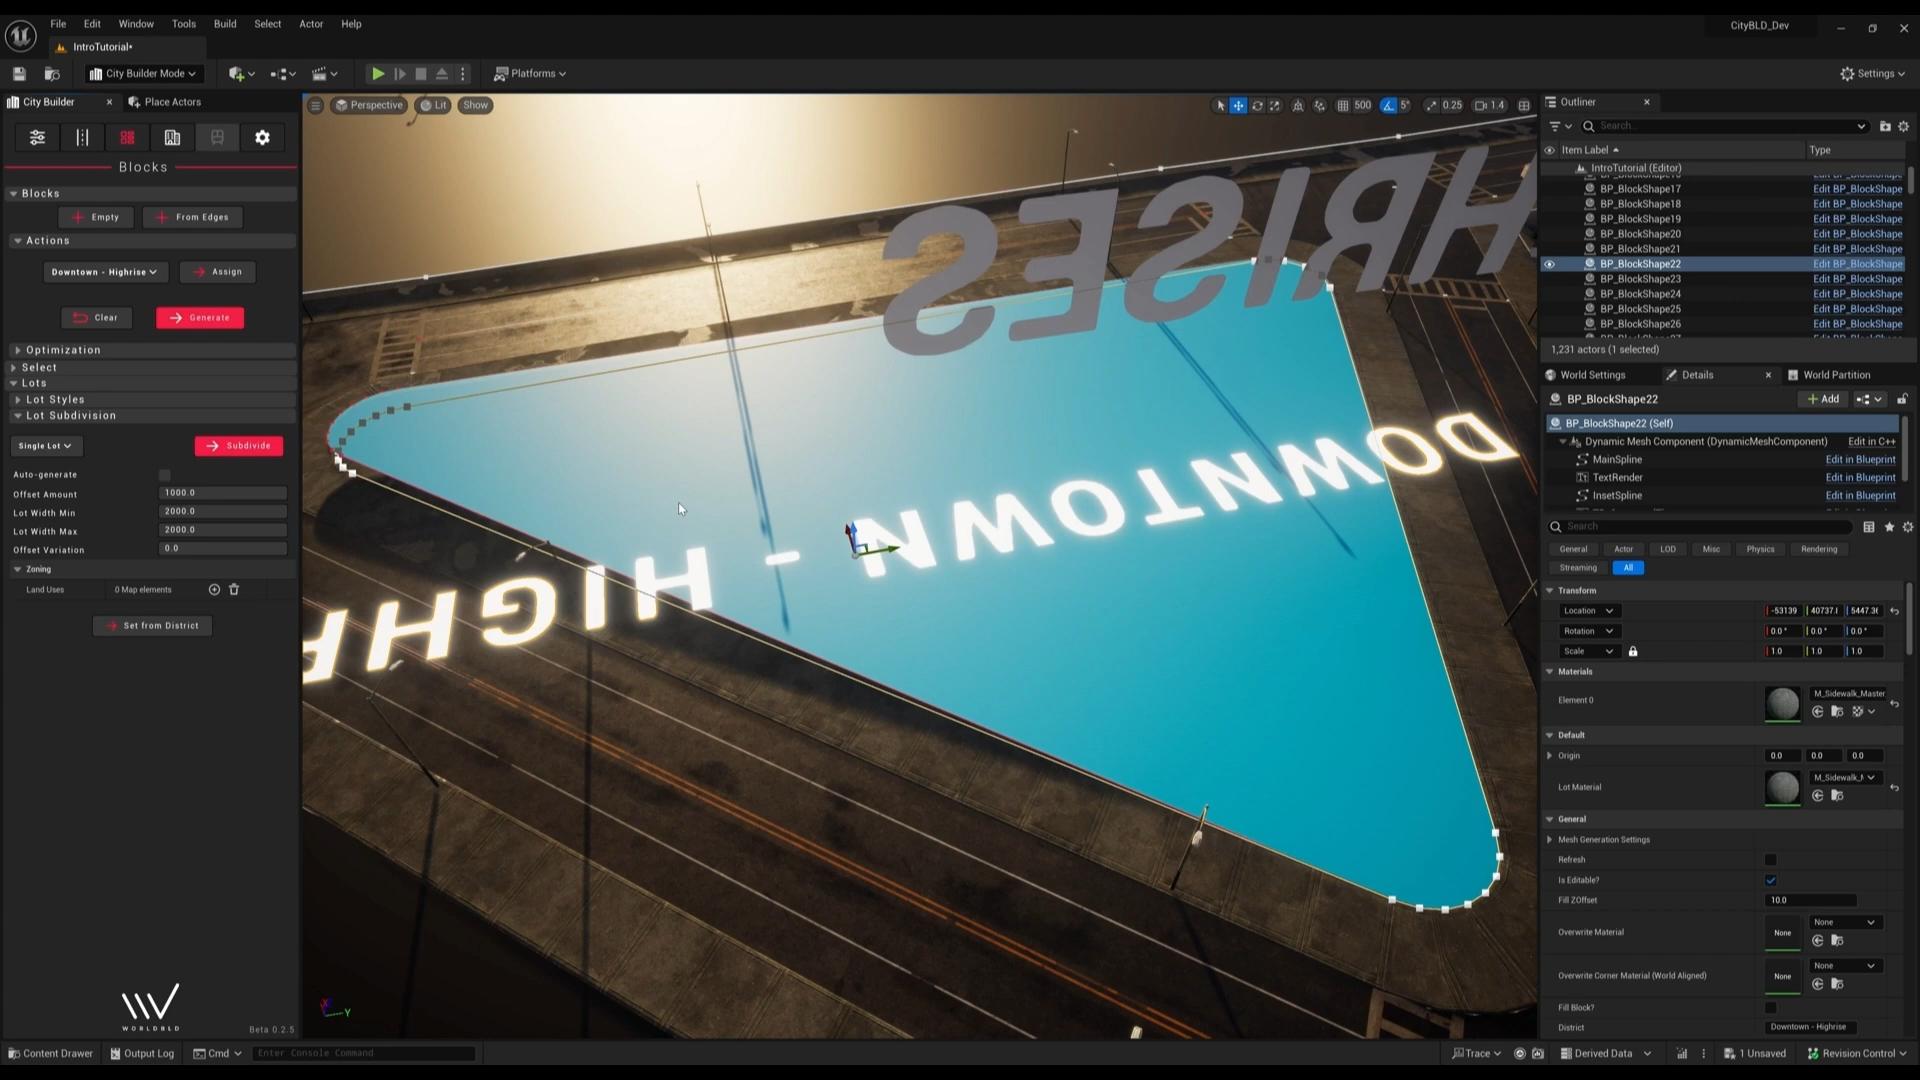 File Edit Window Tools Build Select Actor Help
CityBLD_Dev
IntroTutorial*
City Builder Mode
Platforms
Settings
City Builder
Place Actors
Blocks
Blocks
Empty
From Edges
Actions
Downtown - Highrise
Assign
Clear
Generate
Optimization
Select
Lots
Lot Styles
Lot Subdivision
Single Lot
Subdivide
Auto-generate
Offset Amount 1000.0
Lot Width Min 2000.0
Lot Width Max 2000.0
Offset Variation 0.0
Zoning
Land Uses 0 Map elements
Set from District
WORLDBLD
Beta 0.2.5
Perspective
Lit
Show
500
5°
0.25
1.4
HRISES
DOWNTOWN - HIGH
X
Y
Outliner
Search...
Item Label
Type
IntroTutorial (Editor)
BP_BlockShape17 Edit BP_BlockShape
BP_BlockShape18 Edit BP_BlockShape
BP_BlockShape19 Edit BP_BlockShape
BP_BlockShape20 Edit BP_BlockShape
BP_BlockShape21 Edit BP_BlockShape
BP_BlockShape22 Edit BP_BlockShape
BP_BlockShape23 Edit BP_BlockShape
BP_BlockShape24 Edit BP_BlockShape
BP_BlockShape25 Edit BP_BlockShape
BP_BlockShape26 Edit BP_BlockShape
1,231 actors (1 selected)
World Settings
Details
World Partition
BP_BlockShape22
Add
BP_BlockShape22 (Self)
Dynamic Mesh Component (DynamicMeshComponent) Edit in C++
MainSpline Edit in Blueprint
TextRender Edit in Blueprint
InsetSpline Edit in Blueprint
Search
General Actor LOD Misc Physics Rendering
Streaming All
Transform
Location -53139 40737.
Rotation 0.0° 0.0° 0.0°
Scale 1.0 1.0 1.0
Materials
Element 0
M_Sidewalk_Master
Default
Origin 0.0 0.0 0.0
Lot Material
M_Sidewalk_
General
Mesh Generation Settings
Refresh
Is Editable?
Fill ZOffset 10.0
Overwrite Material None None
Overwrite Corner Material (World Aligned) None None
Fill Block?
District Downtown - Highrise
Content Drawer
Output Log
Cmd
Enter Console Command
Trace
Derived Data
1 Unsaved
Revision Control